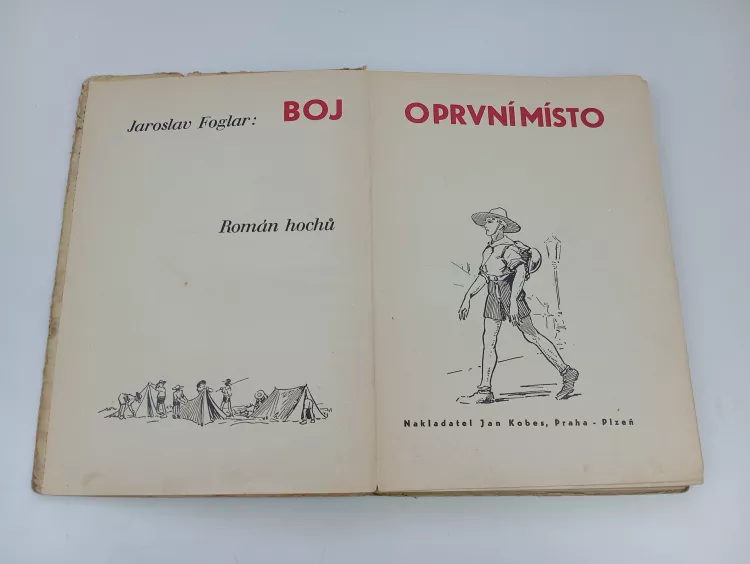 Jaroslav Foglar: BOJ O PRVNÍ MÍSTO
Román hochů
Nakladatel Jan Kobes, Praha - Plzeň